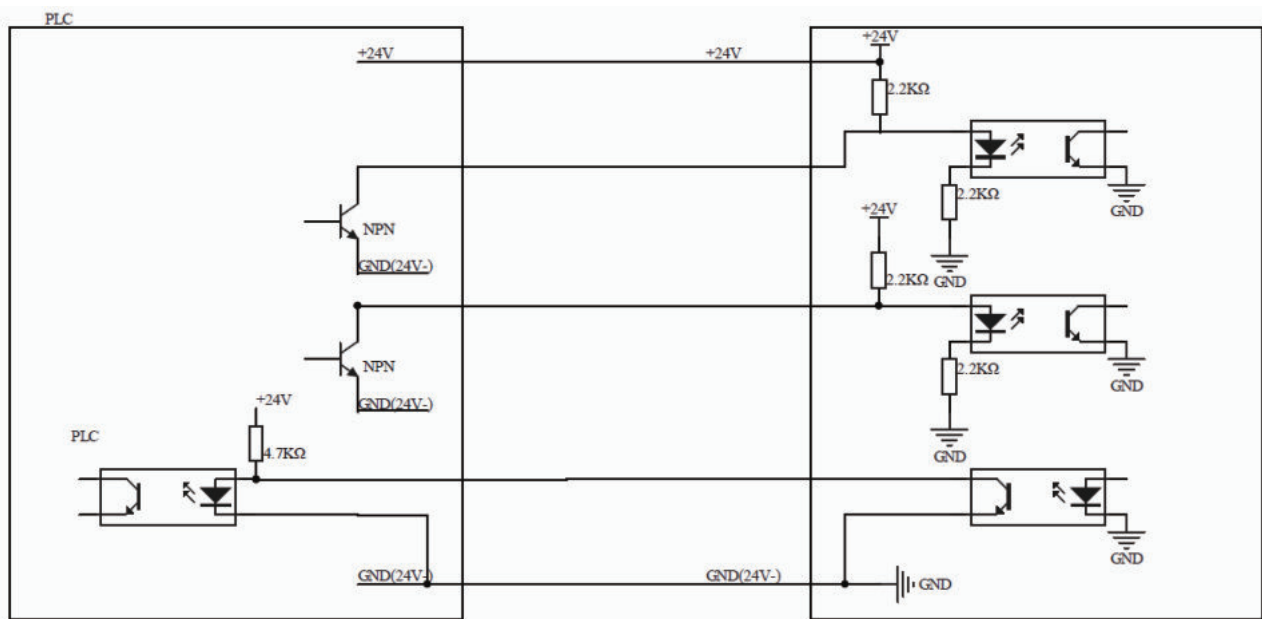 PLC
+24V
+24V
+24V
2.2KΩ
2.2KΩ
GND
+24V
NPN
GND(24V-)
2.2KΩ
GND
NPN
2.2KΩ
GND
GND(24V-)
+24V
PLC
4.7KΩ
GND
GND
GND(24V-)
GND(24V-)
GND